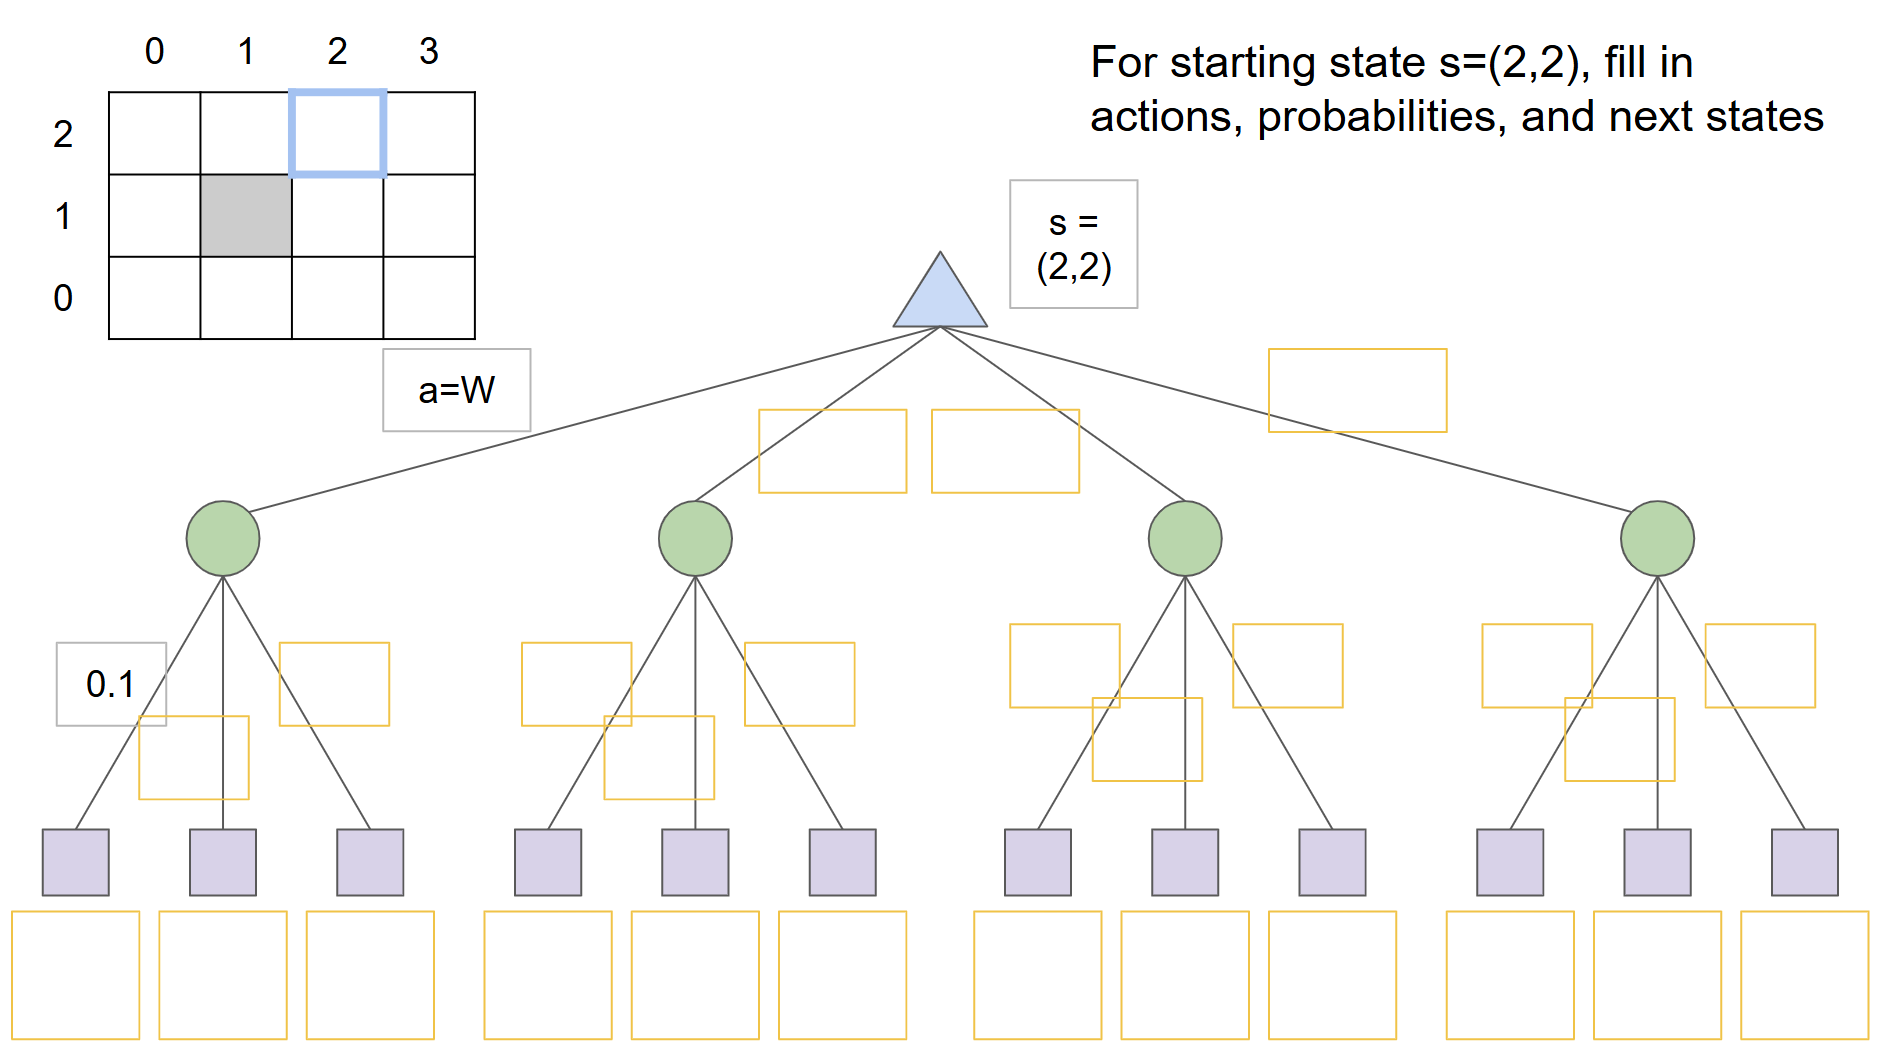 0 1 2 3
2
1
0
For starting state s=(2,2), fill in
actions, probabilities, and next states
s =
(2,2)
a=W
0.1